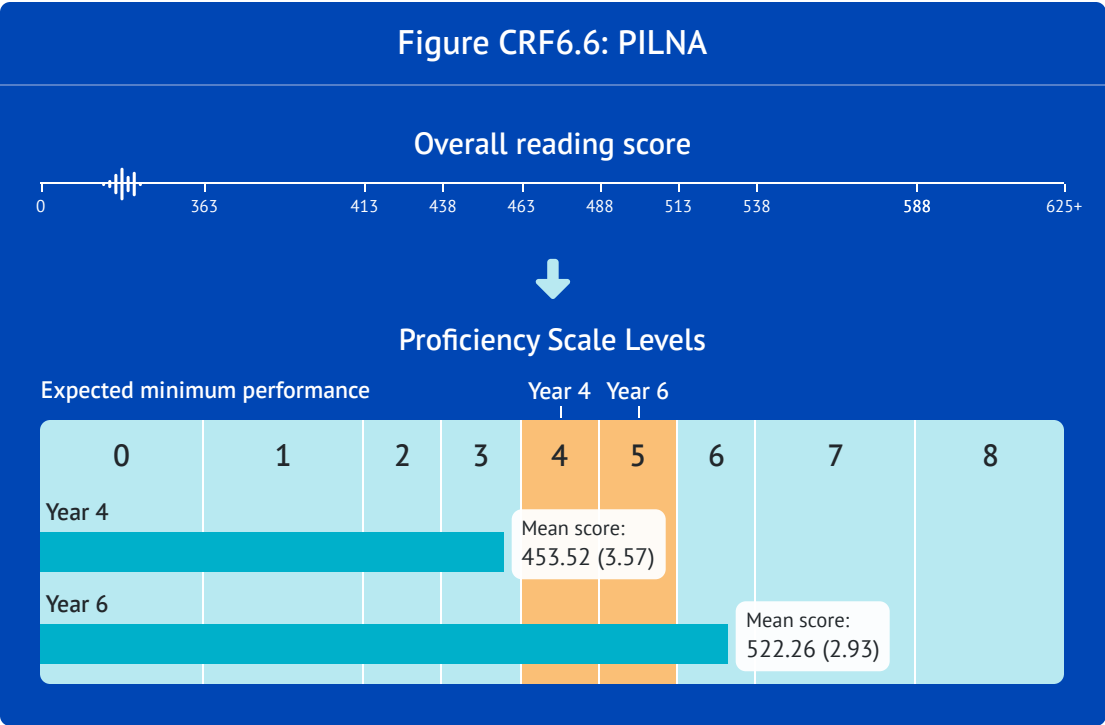 Figure CRF6.6: PILNA
Overall reading score
0 363 413 438 463 488 513 538 588 625+
Proficiency Scale Levels
Expected minimum performance Year 4 Year 6
0 1 2 3 4 5 6 7 8
Year 4
Mean score:
453.52 (3.57)
Year 6
Mean score:
522.26 (2.93)